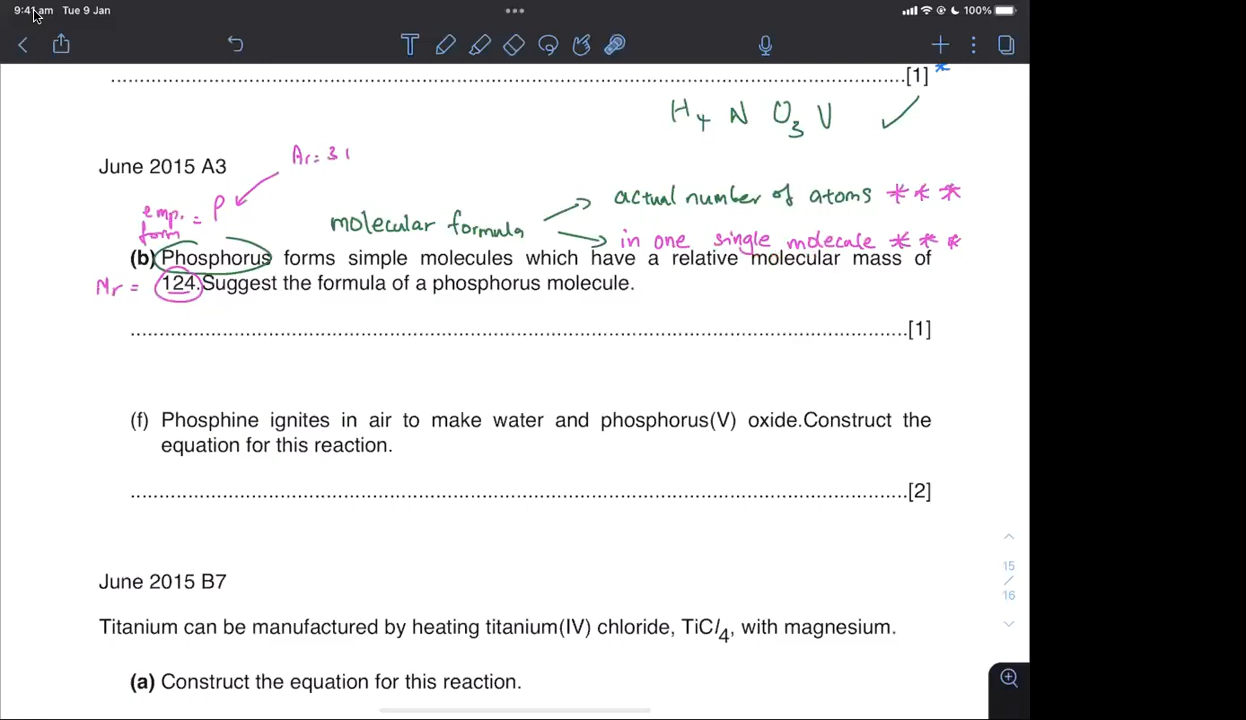 9:41 am Tue 9 Jan
100%
[1] *
H4 N O3 V
June 2015 A3
Ar = 31
emp. form = P
molecular formula
actual number of atoms ***
in one single molecule ***
(b) Phosphorus forms simple molecules which have a relative molecular mass of
Mr = 124.Suggest the formula of a phosphorus molecule.
[1]
(f) Phosphine ignites in air to make water and phosphorus(V) oxide.Construct the
equation for this reaction.
[2]
15
/
16
June 2015 B7
Titanium can be manufactured by heating titanium(IV) chloride, TiCl4, with magnesium.
(a) Construct the equation for this reaction.